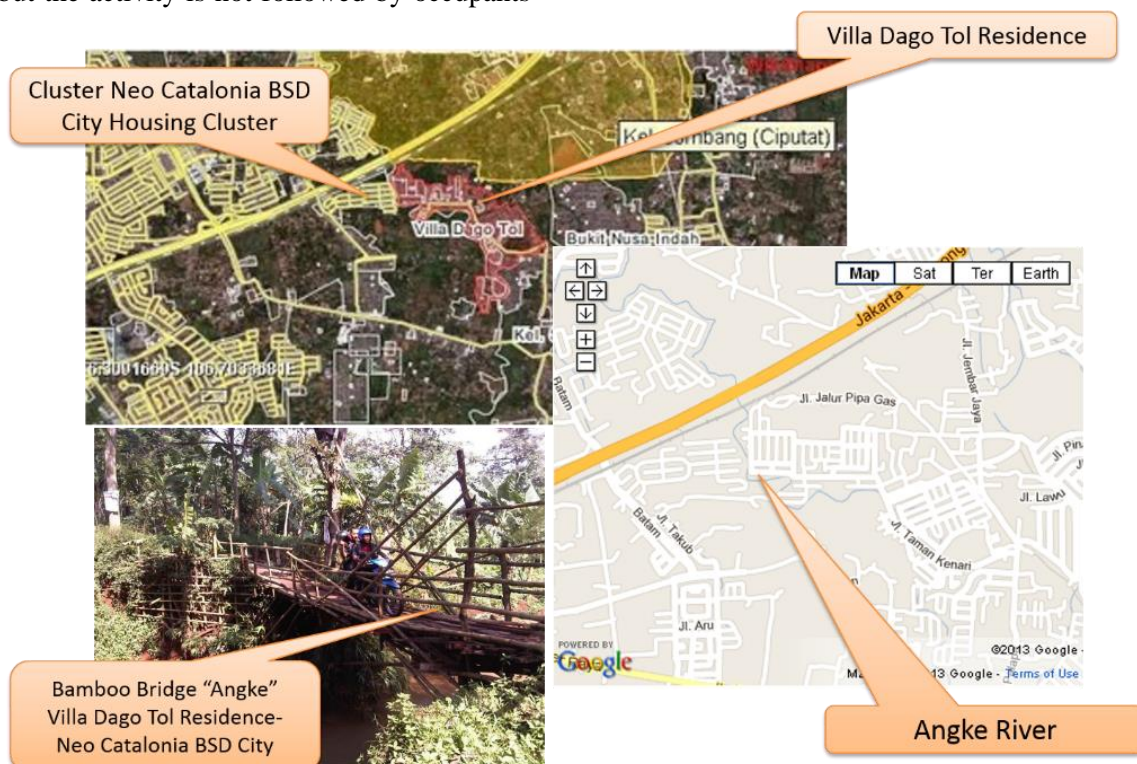 but the activity is not followed by occupants
Villa Dago Tol Residence
Cluster Neo Catalonia BSD
City Housing Cluster
(Ciputat)
Villa Dago Tol
Bukit Nusa Indah
Kel,
Map Sat Ter Earth
Jakarta -
Jl. Jembar Jaya
Jl. Jalur Pipa Gas
Batam
Jl. Lawu
Batam
Jl. Takub
Jl. Taman Kenari
Jl. Aru
POWERED BY
Google
©2013 Google -
13 Google - Terms of Use
Bamboo Bridge “Angke”
Villa Dago Tol Residence-
Neo Catalonia BSD City
Angke River